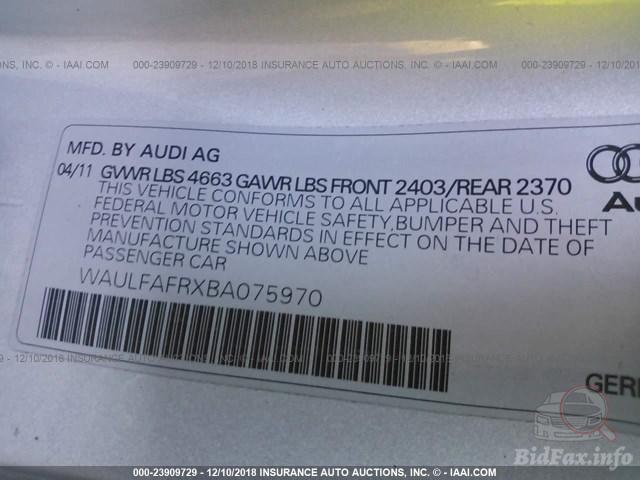 000-23909729 - 12/10/2018 INSURANCE AUTO AUCTIONS, INC. © - IAAI.COM
MFD. BY AUDI AG
04/11 GVWR LBS 4663 GAWR LBS FRONT 2403/REAR 2370
THIS VEHICLE CONFORMS TO ALL APPLICABLE U.S.
FEDERAL MOTOR VEHICLE SAFETY,BUMPER AND THEFT
PREVENTION STANDARDS IN EFFECT ON THE DATE OF
MANUFACTURE SHOWN ABOVE
PASSENGER CAR
WAULFAFRXBA075970
000-23909729 - 12/10/2018 INSURANCE AUTO AUCTIONS, INC. © - IAAI.COM
BidFax.info
000-23909729 - 12/10/2018 INSURANCE AUTO AUCTIONS, INC. © - IAAI.COM